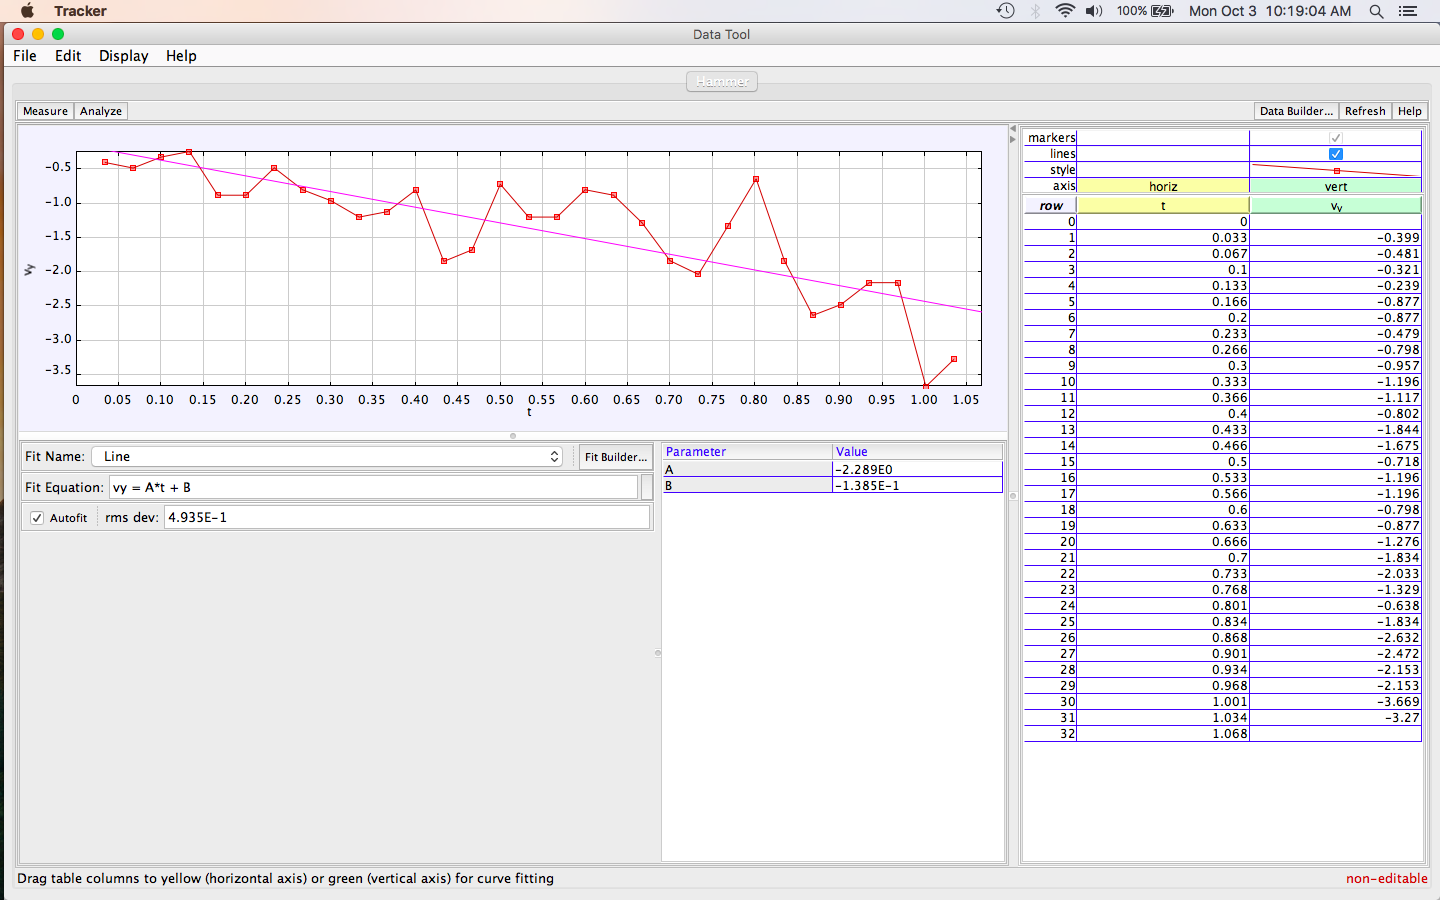 Tracker 100% Mon Oct 3 10:19:04 AM
Data Tool
File Edit Display Help
Hammer
Measure Analyze Data Builder... Refresh Help
-0.5
-1.0
-1.5
-2.0
-2.5
-3.0
-3.5
vy
0 0.05 0.10 0.15 0.20 0.25 0.30 0.35 0.40 0.45 0.50 0.55 0.60 0.65 0.70 0.75 0.80 0.85 0.90 0.95 1.00 1.05
t
markers
lines
style
axis horiz vert
row t vy
0 0
1 0.033 -0.399
2 0.067 -0.481
3 0.1 -0.321
4 0.133 -0.239
5 0.166 -0.877
6 0.2 -0.877
7 0.233 -0.479
8 0.266 -0.798
9 0.3 -0.957
10 0.333 -1.196
11 0.366 -1.117
12 0.4 -0.802
13 0.433 -1.844
14 0.466 -1.675
15 0.5 -0.718
16 0.533 -1.196
17 0.566 -1.196
18 0.6 -0.798
19 0.633 -0.877
20 0.666 -1.276
21 0.7 -1.834
22 0.733 -2.033
23 0.768 -1.329
24 0.801 -0.638
25 0.834 -1.834
26 0.868 -2.632
27 0.901 -2.472
28 0.934 -2.153
29 0.968 -2.153
30 1.001 -3.669
31 1.034 -3.27
32 1.068
Fit Name: Line Fit Builder...
Fit Equation: vy = A*t + B
Autofit rms dev: 4.935E-1
Parameter Value
A -2.289E0
B -1.385E-1
Drag table columns to yellow (horizontal axis) or green (vertical axis) for curve fitting non-editable